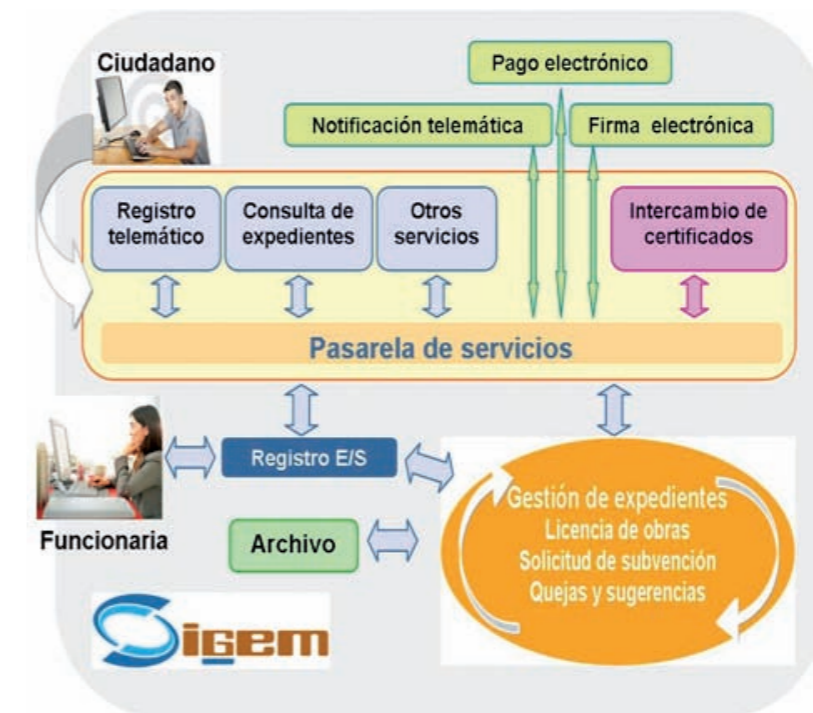 Ciudadano
Pago electrónico
Notificación telemática
Firma electrónica
Registro
telemático
Consulta de
expedientes
Otros
servicios
Intercambio de
certificados
Pasarela de servicios
Registro E/S
Funcionaria
Archivo
Gestión de expedientes
Licencia de obras
Solicitud de subvención
Quejas y sugerencias
Sigem